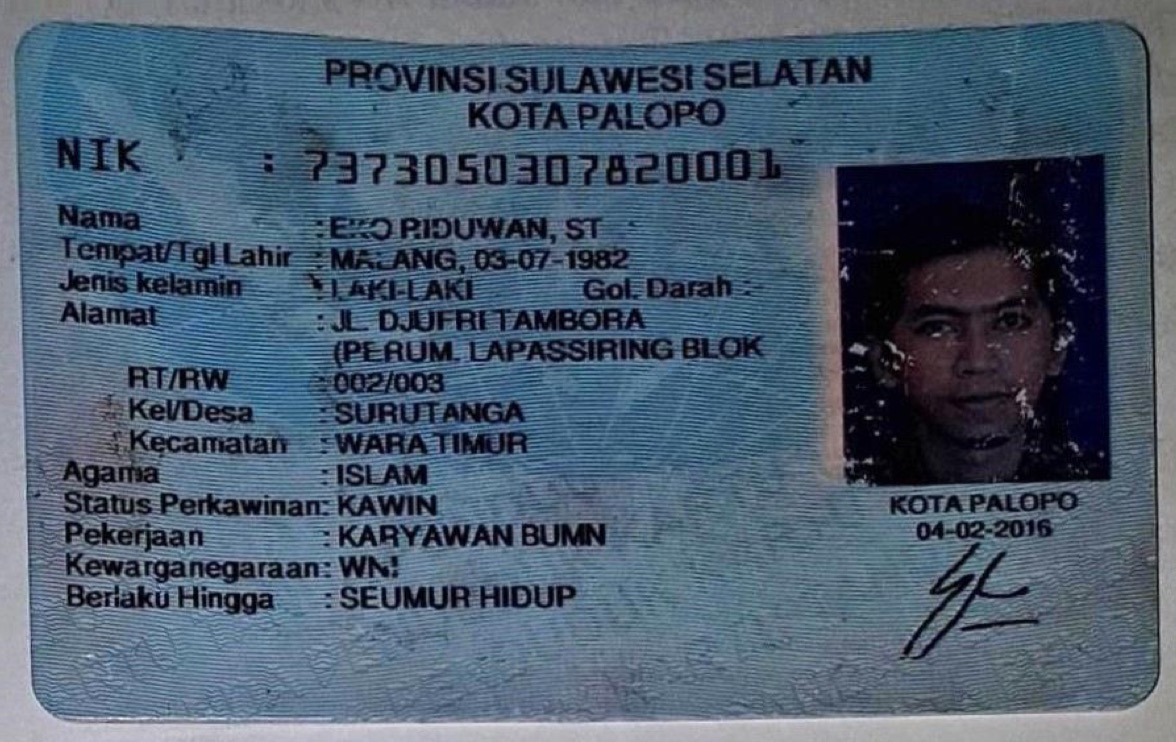 PROVINSI SULAWESI SELATAN
KOTA PALOPO
NIK : 7373050307820001
Nama : EKO RIDUWAN, ST
Tempat/Tgl Lahir : MALANG, 03-07-1982
Jenis kelamin : LAKI-LAKI Gol. Darah :-
Alamat : JL. DJUFRI TAMBORA
(PERUM. LAPASSIRING BLOK
RT/RW : 002/003
Kel/Desa : SURUTANGA
Kecamatan : WARA TIMUR
Agama : ISLAM
Status Perkawinan: KAWIN
Pekerjaan : KARYAWAN BUMN
Kewarganegaraan: WNI
Berlaku Hingga : SEUMUR HIDUP
KOTA PALOPO
04-02-2016